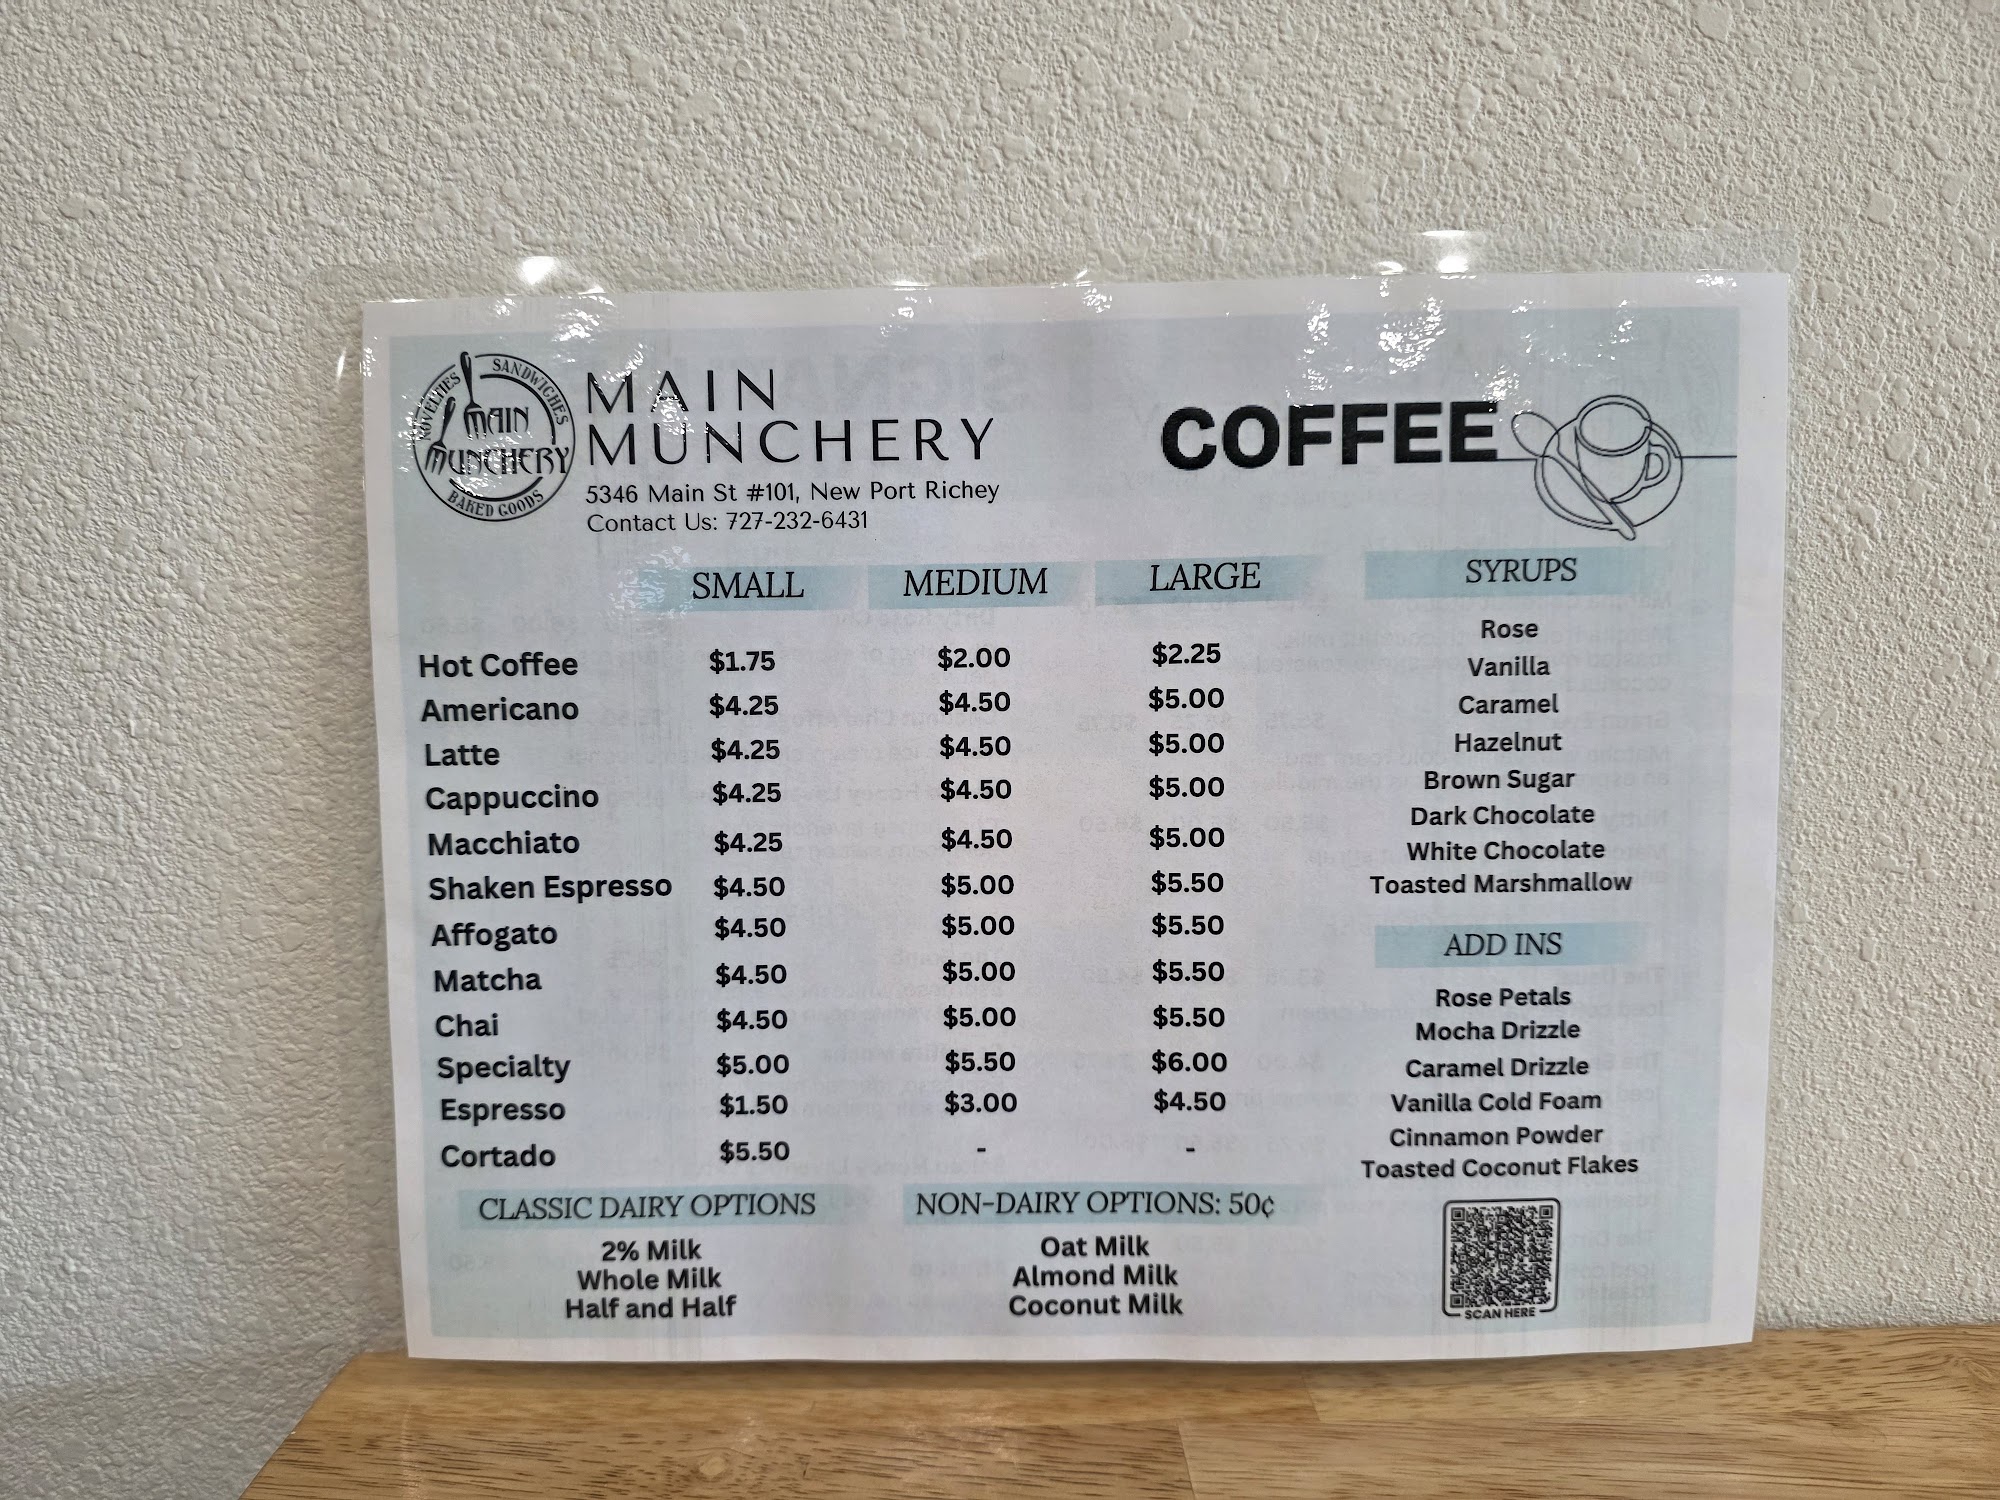 NOVELTIES
SANDWICHES
MAIN
MUNCHERY
BAKED GOODS
MAIN
MUNCHERY
5346 Main St #101, New Port Richey
Contact Us: 727-232-6431
COFFEE
SMALL MEDIUM LARGE
Hot Coffee $1.75 $2.00 $2.25
Americano $4.25 $4.50 $5.00
Latte $4.25 $4.50 $5.00
Cappuccino $4.25 $4.50 $5.00
Macchiato $4.25 $4.50 $5.00
Shaken Espresso $4.50 $5.00 $5.50
Affogato $4.50 $5.00 $5.50
Matcha $4.50 $5.00 $5.50
Chai $4.50 $5.00 $5.50
Specialty $5.00 $5.50 $6.00
Espresso $1.50 $3.00 $4.50
Cortado $5.50 - -
SYRUPS
Rose
Vanilla
Caramel
Hazelnut
Brown Sugar
Dark Chocolate
White Chocolate
Toasted Marshmallow
ADD INS
Rose Petals
Mocha Drizzle
Caramel Drizzle
Vanilla Cold Foam
Cinnamon Powder
Toasted Coconut Flakes
CLASSIC DAIRY OPTIONS
2% Milk
Whole Milk
Half and Half
NON-DAIRY OPTIONS: 50¢
Oat Milk
Almond Milk
Coconut Milk
SCAN HERE